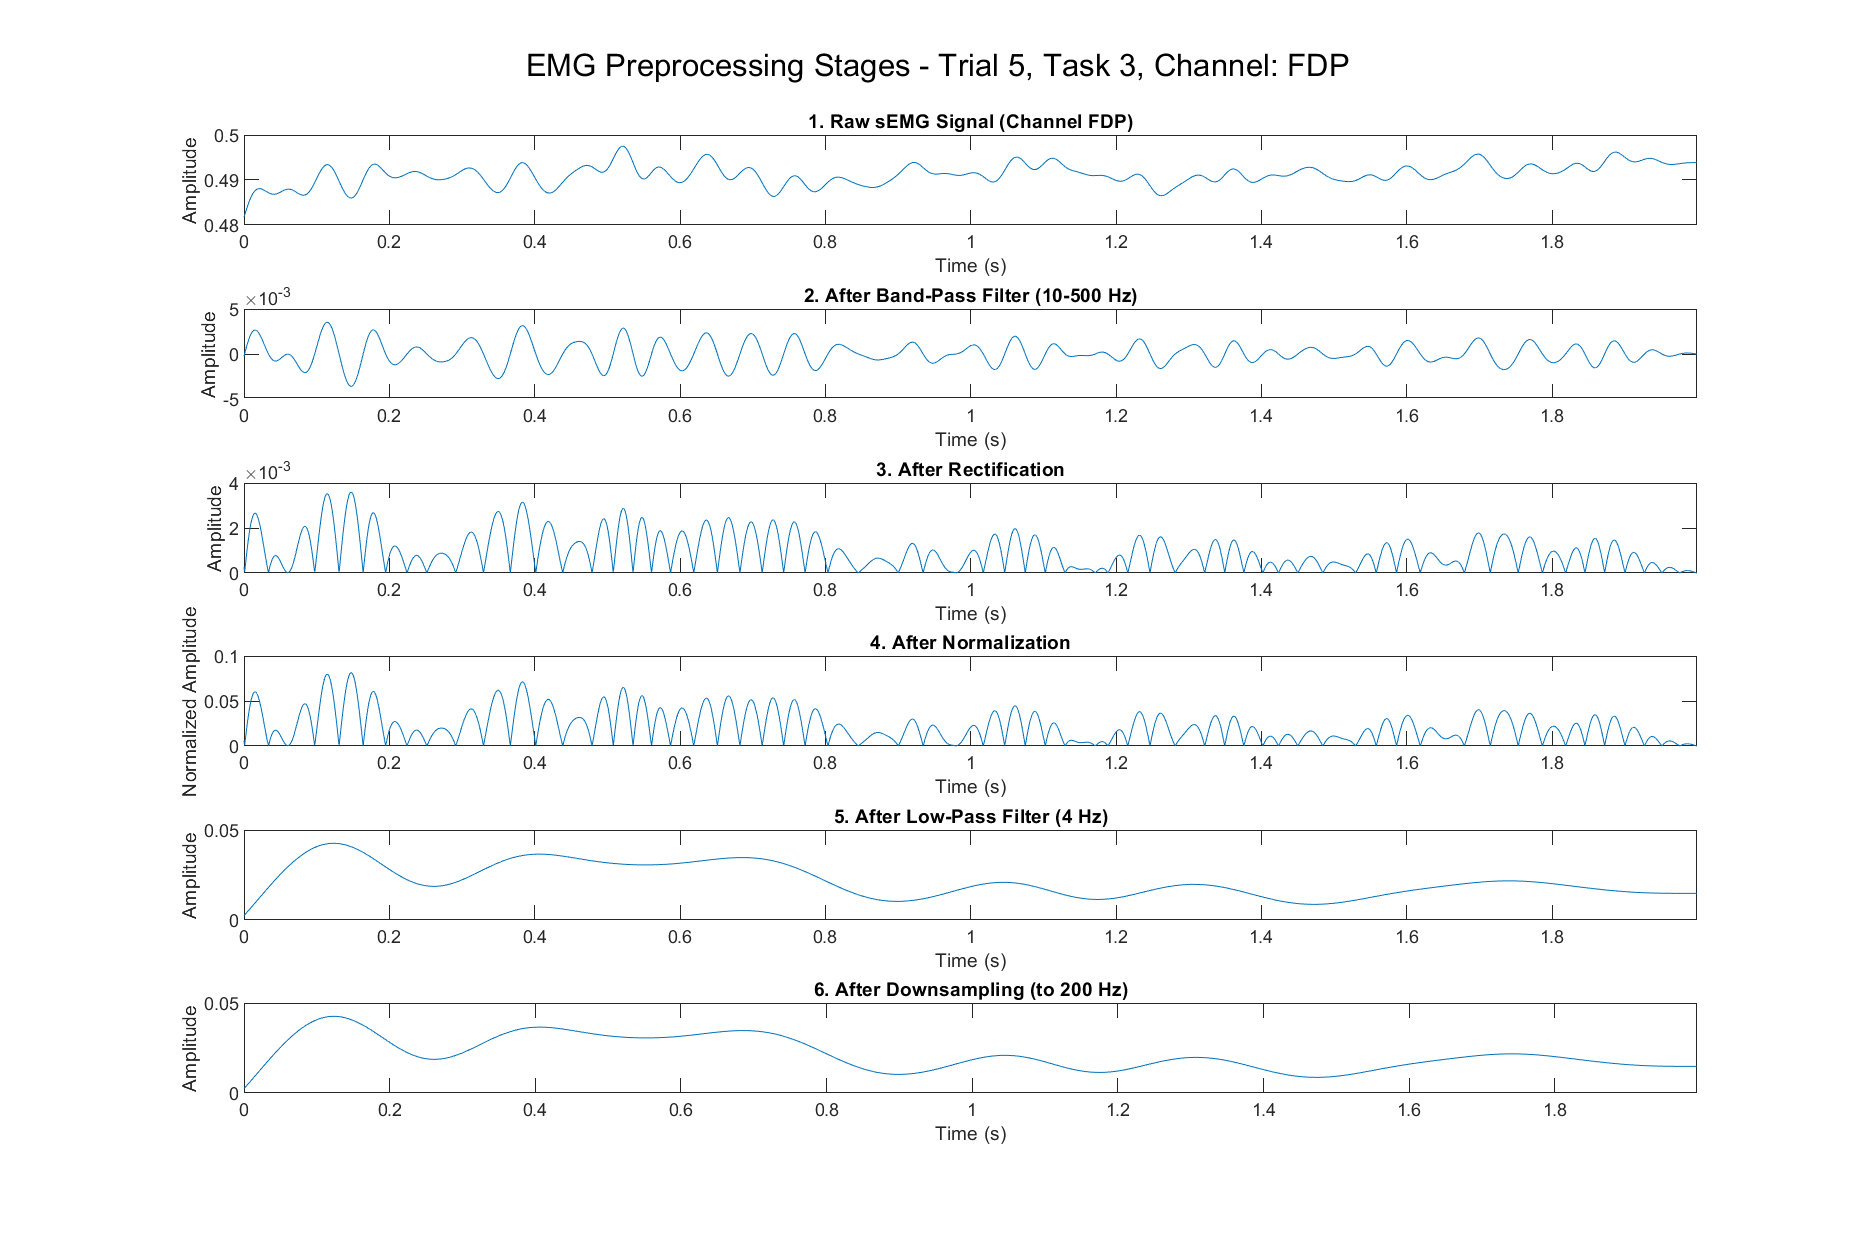 EMG Preprocessing Stages - Trial 5, Task 3, Channel: FDP
1. Raw sEMG Signal (Channel FDP)
Amplitude
0.5
0.49
0.48
0 0.2 0.4 0.6 0.8 1 1.2 1.4 1.6 1.8
Time (s)
2. After Band-Pass Filter (10-500 Hz)
×10-3
Amplitude
5
0
-5
0 0.2 0.4 0.6 0.8 1 1.2 1.4 1.6 1.8
Time (s)
3. After Rectification
×10-3
Amplitude
4
2
0
0 0.2 0.4 0.6 0.8 1 1.2 1.4 1.6 1.8
Time (s)
4. After Normalization
Normalized Amplitude
0.1
0.05
0
0 0.2 0.4 0.6 0.8 1 1.2 1.4 1.6 1.8
Time (s)
5. After Low-Pass Filter (4 Hz)
Amplitude
0.05
0
0 0.2 0.4 0.6 0.8 1 1.2 1.4 1.6 1.8
Time (s)
6. After Downsampling (to 200 Hz)
Amplitude
0.05
0
0 0.2 0.4 0.6 0.8 1 1.2 1.4 1.6 1.8
Time (s)